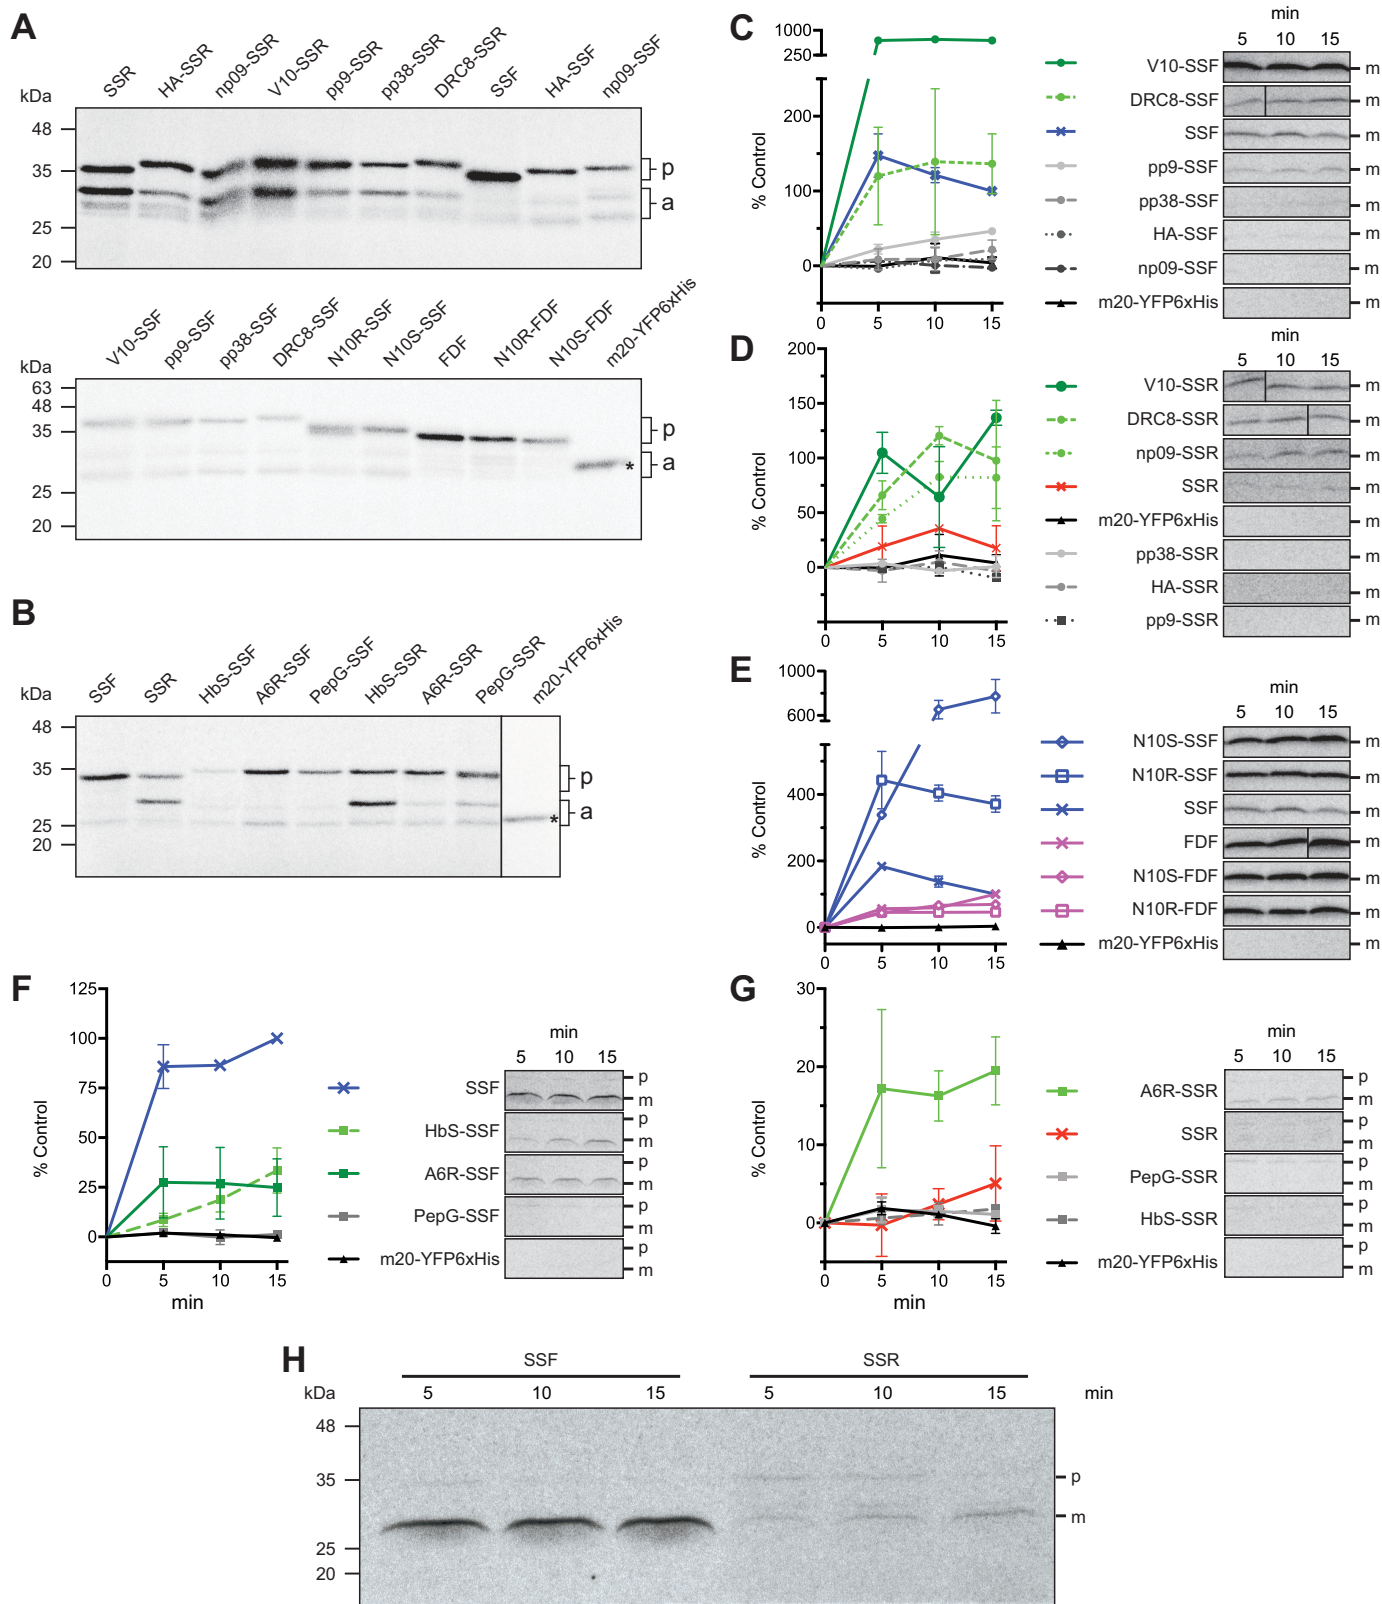 A
kDa
SSR HA-SSR np09-SSR V10-SSR pp9-SSR pp38-SSR DRC8-SSR SSF HA-SSF np09-SSF
48
35
25
20
p
a
kDa
V10-SSF pp9-SSF pp38-SSF DRC8-SSF N10R-SSF N10S-SSF FDF N10R-FDF N10S-FDF m20-YFP6xHis
63
48
35
25
20
p
a
*
B
kDa
SSF SSR HbS-SSF A6R-SSF PepG-SSF HbS-SSR A6R-SSR PepG-SSR m20-YFP6xHis
48
35
25
20
p
a
*
C
% Control
1000
250
200
100
0
0 5 10 15
min
5 10 15
V10-SSF m
DRC8-SSF m
SSF m
pp9-SSF m
pp38-SSF m
HA-SSF m
np09-SSF m
m20-YFP6xHis m
D
% Control
200
150
100
50
0
0 5 10 15
min
5 10 15
V10-SSR m
DRC8-SSR m
np09-SSR m
SSR m
m20-YFP6xHis m
pp38-SSR m
HA-SSR m
pp9-SSR m
E
% Control
1000
600
400
200
0
0 5 10 15
min
5 10 15
N10S-SSF m
N10R-SSF m
SSF m
FDF m
N10S-FDF m
N10R-FDF m
m20-YFP6xHis m
F
% Control
125
100
75
50
25
0
0 5 10 15
min
min
5 10 15
SSF p m
HbS-SSF p m
A6R-SSF p m
PepG-SSF p m
m20-YFP6xHis p m
G
% Control
30
20
10
0
0 5 10 15
min
min
5 10 15
A6R-SSR p m
SSR p m
PepG-SSR p m
HbS-SSR p m
m20-YFP6xHis p m
H
SSF SSR
kDa 5 10 15 5 10 15 min
48
35
25
20
p
m